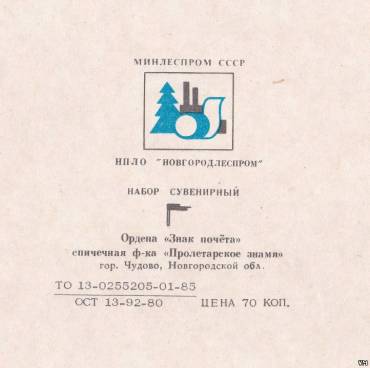 МИНЛЕСПРОМ СССР
НПЛО "НОВГОРОДЛЕСПРОМ"
НАБОР СУВЕНИРНЫЙ
Ордена «Знак почёта»
спичечная ф-ка «Пролетарское знамя»
гор. Чудово, Новгородской обл.
ТО 13-0255205-01-85
ОСТ 13-92-80 ЦЕНА 70 КОП.